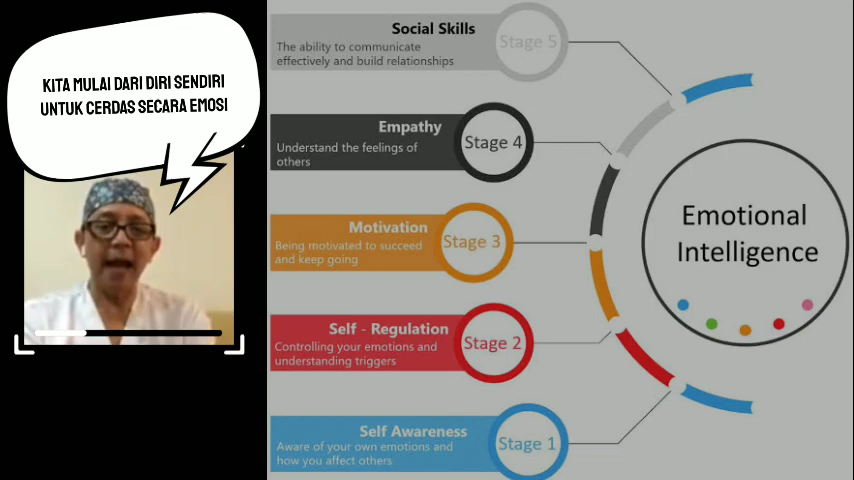 KITA MULAI DARI DIRI SENDIRI
UNTUK CERDAS SECARA EMOSI
Social Skills
The ability to communicate
effectively and build relationships
Stage 5
Empathy
Understand the feelings of
others
Stage 4
Motivation
Being motivated to succeed
and keep going
Stage 3
Self - Regulation
Controlling your emotions and
understanding triggers
Stage 2
Self Awareness
Aware of your own emotions and
how you affect others
Stage 1
Emotional
Intelligence